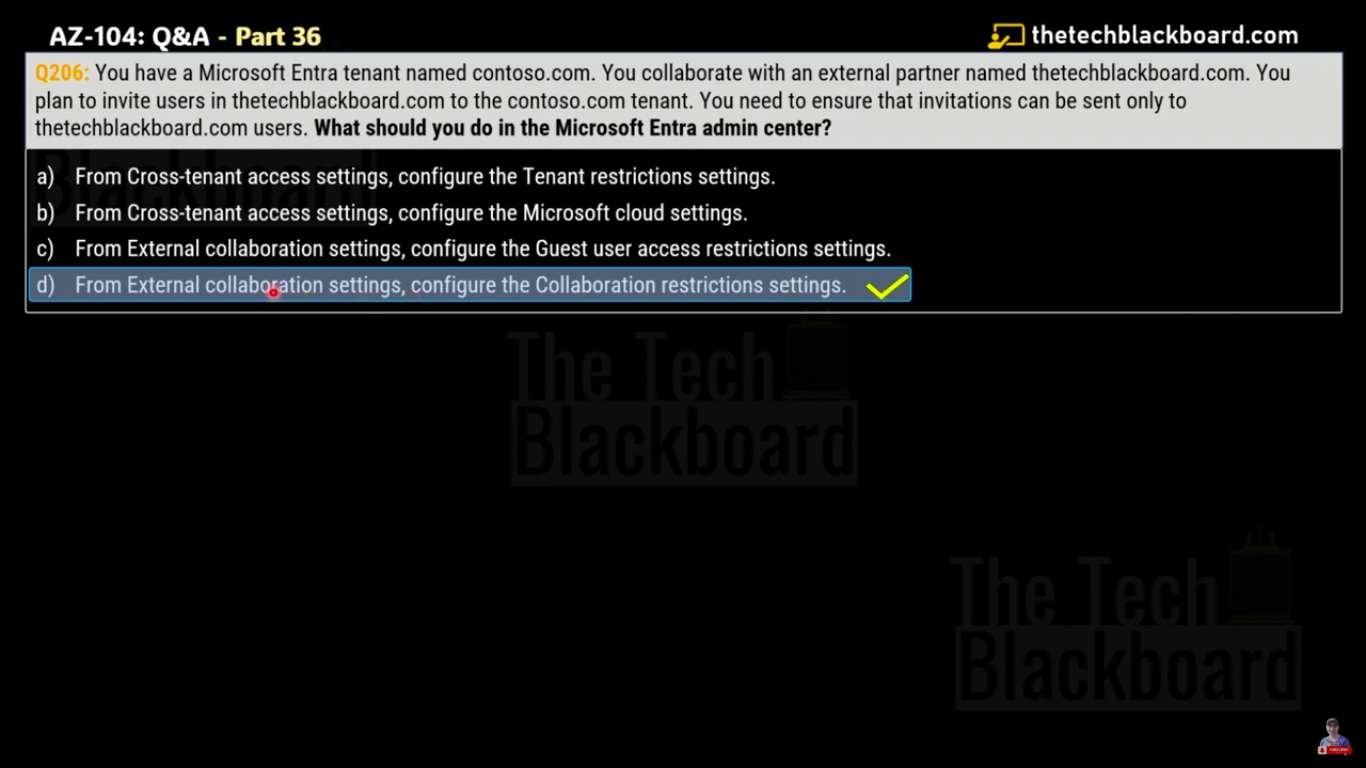 AZ-104: Q&A - Part 36
thetechblackboard.com
Q206: You have a Microsoft Entra tenant named contoso.com. You collaborate with an external partner named thetechblackboard.com. You
plan to invite users in thetechblackboard.com to the contoso.com tenant. You need to ensure that invitations can be sent only to
thetechblackboard.com users. What should you do in the Microsoft Entra admin center?
a) From Cross-tenant access settings, configure the Tenant restrictions settings.
b) From Cross-tenant access settings, configure the Microsoft cloud settings.
c) From External collaboration settings, configure the Guest user access restrictions settings.
d) From External collaboration settings, configure the Collaboration restrictions settings.
The Tech
Blackboard
The Tech
Blackboard